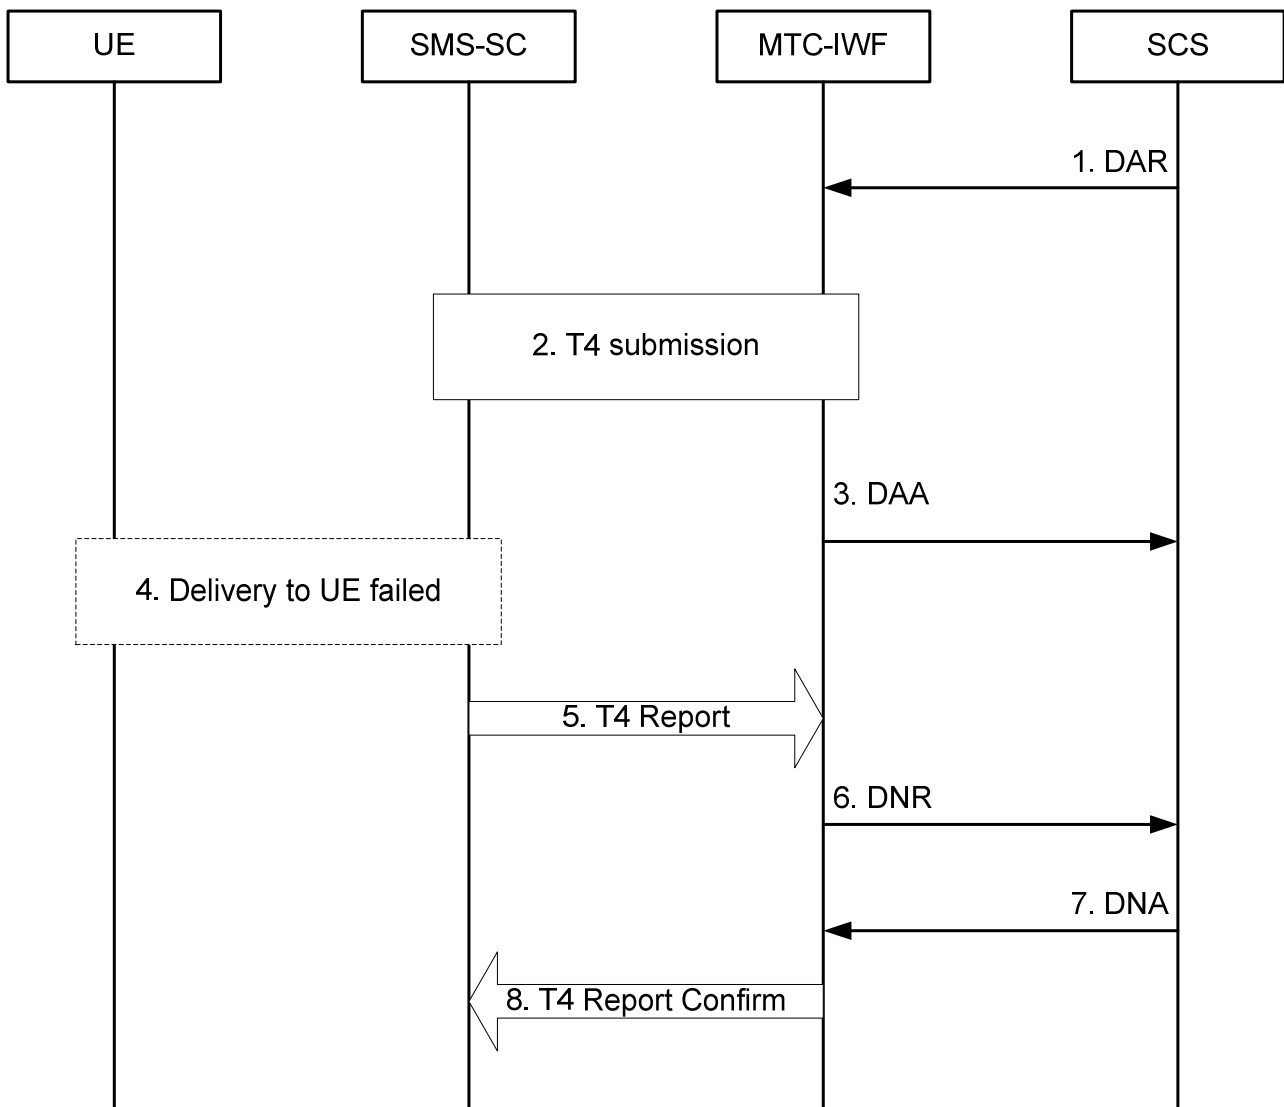 UE
SMS-SC
MTC-IWF
SCS
1. DAR
2. T4 submission
3. DAA
4. Delivery to UE failed
5. T4 Report
6. DNR
7. DNA
8. T4 Report Confirm